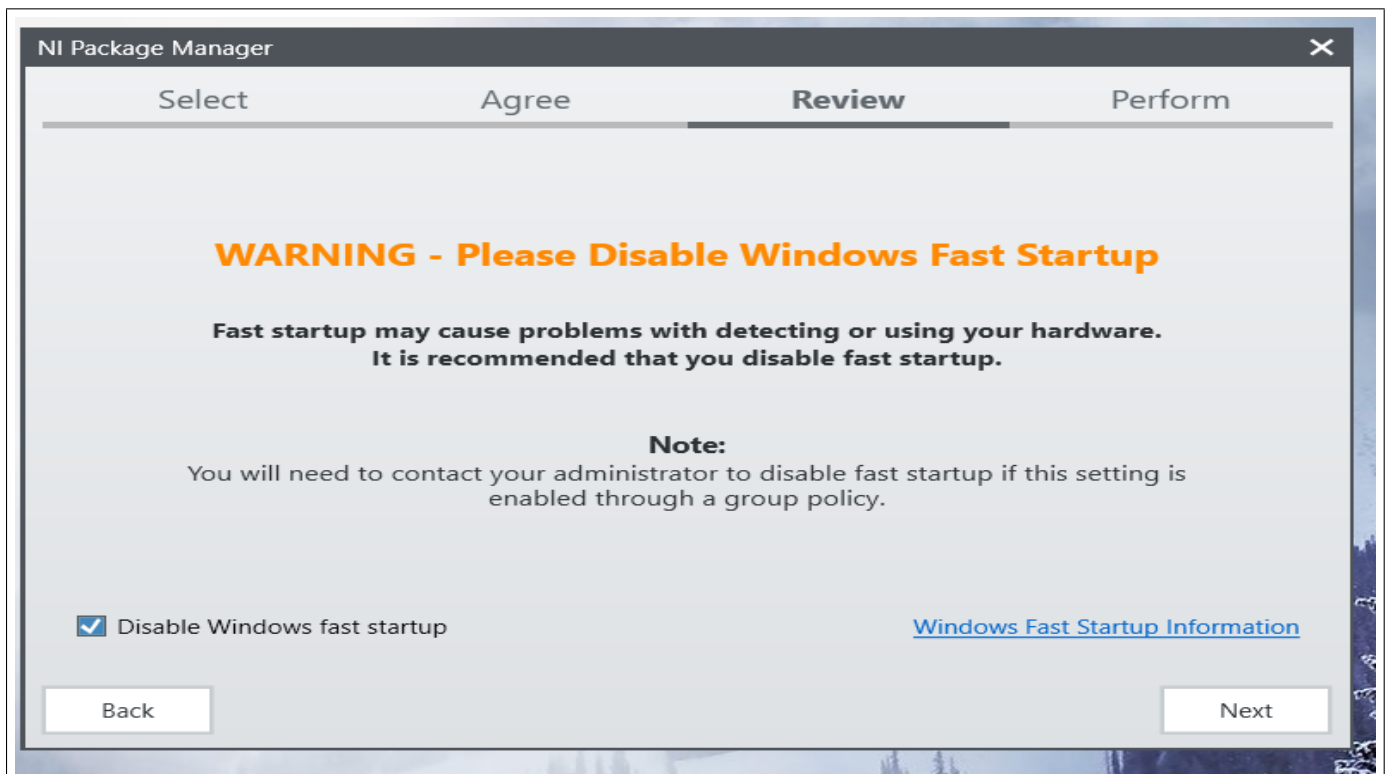 NI Package Manager
Select Agree Review Perform
WARNING - Please Disable Windows Fast Startup
Fast startup may cause problems with detecting or using your hardware.
It is recommended that you disable fast startup.
Note:
You will need to contact your administrator to disable fast startup if this setting is
enabled through a group policy.
Disable Windows fast startup Windows Fast Startup Information
Back Next